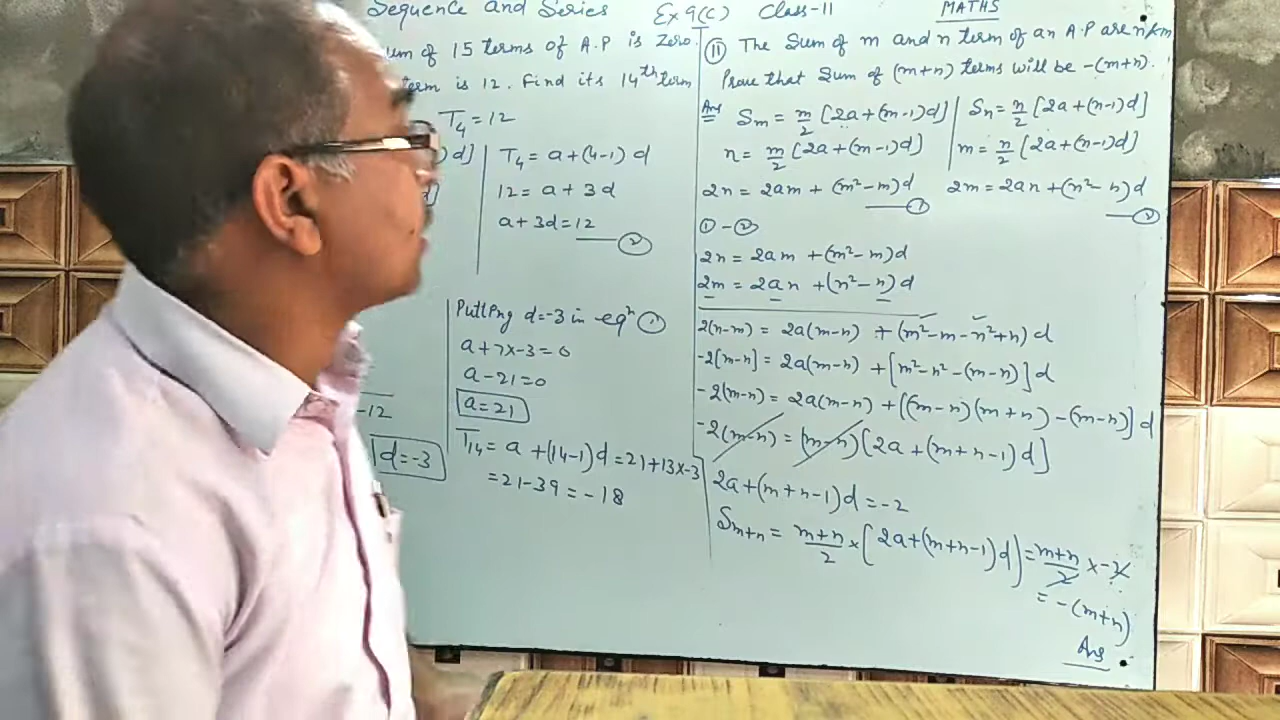 Sequence and Series Ex 9(C) Class-11 MATHS
um of 15 terms of A.P is Zero.
term is 12. Find its 14th term
T4 = 12
) d]
T4 = a+(4-1) d
12 = a + 3 d
a + 3d = 12 ②
Putting d=-3 in eqn ①
a + 7x-3 = 0
a - 21 = 0
a = 21
-12
d = -3
T14 = a + (14-1) d = 21 + 13 x -3
= 21 - 39 = -18
⑪ The Sum of m and n term of an A.P are n & m
Prove that Sum of (m+n) terms will be -(m+n).
Ans Sm = m/2 [2a + (m-1) d] Sn = n/2 [2a + (n-1) d]
n = m/2 [2a + (m-1) d] m = n/2 [2a + (n-1) d]
2n = 2am + (m²-m)d ① 2m = 2an + (n²-n) d ②
① - ②
2n = 2am + (m²-m)d
2m = 2an + (n²-n) d
2(n-m) = 2a(m-n) + (m²-m-n²+n) d
-2[m-n] = 2a(m-n) + [m²-n²-(m-n)] d
-2(m-n) = 2a(m-n) + [(m-n)(m+n) - (m-n)] d
-2(m-n) = (m-n) [2a + (m+n-1) d]
2a + (m+n-1) d = -2
Sm+n = m+n/2 x [2a + (m+n-1) d] = m+n/2 x -2
= -(m+n)
Ans